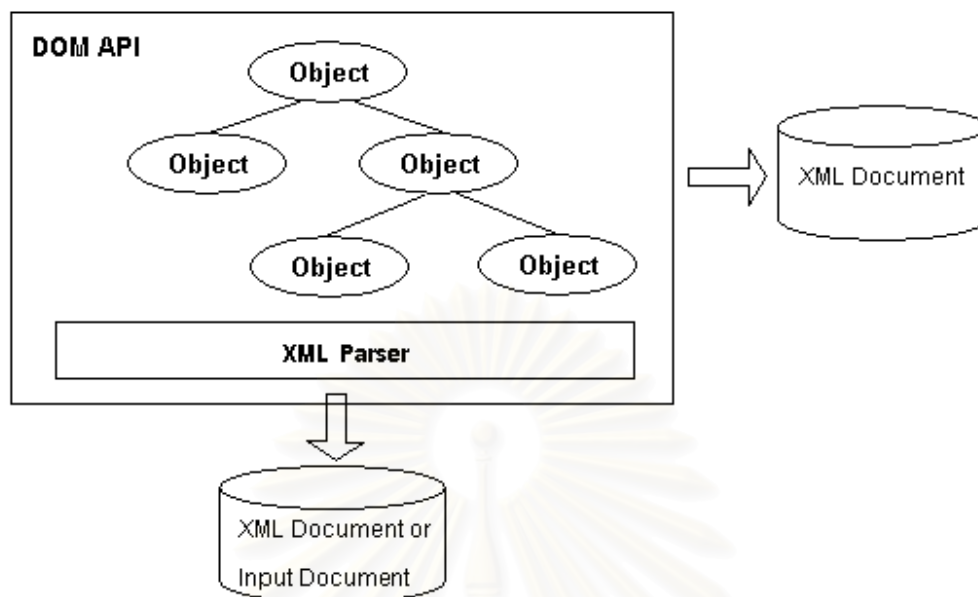 DOM API
Object
Object
Object
XML Document
Object
Object
XML Parser
XML Document or
Input Document